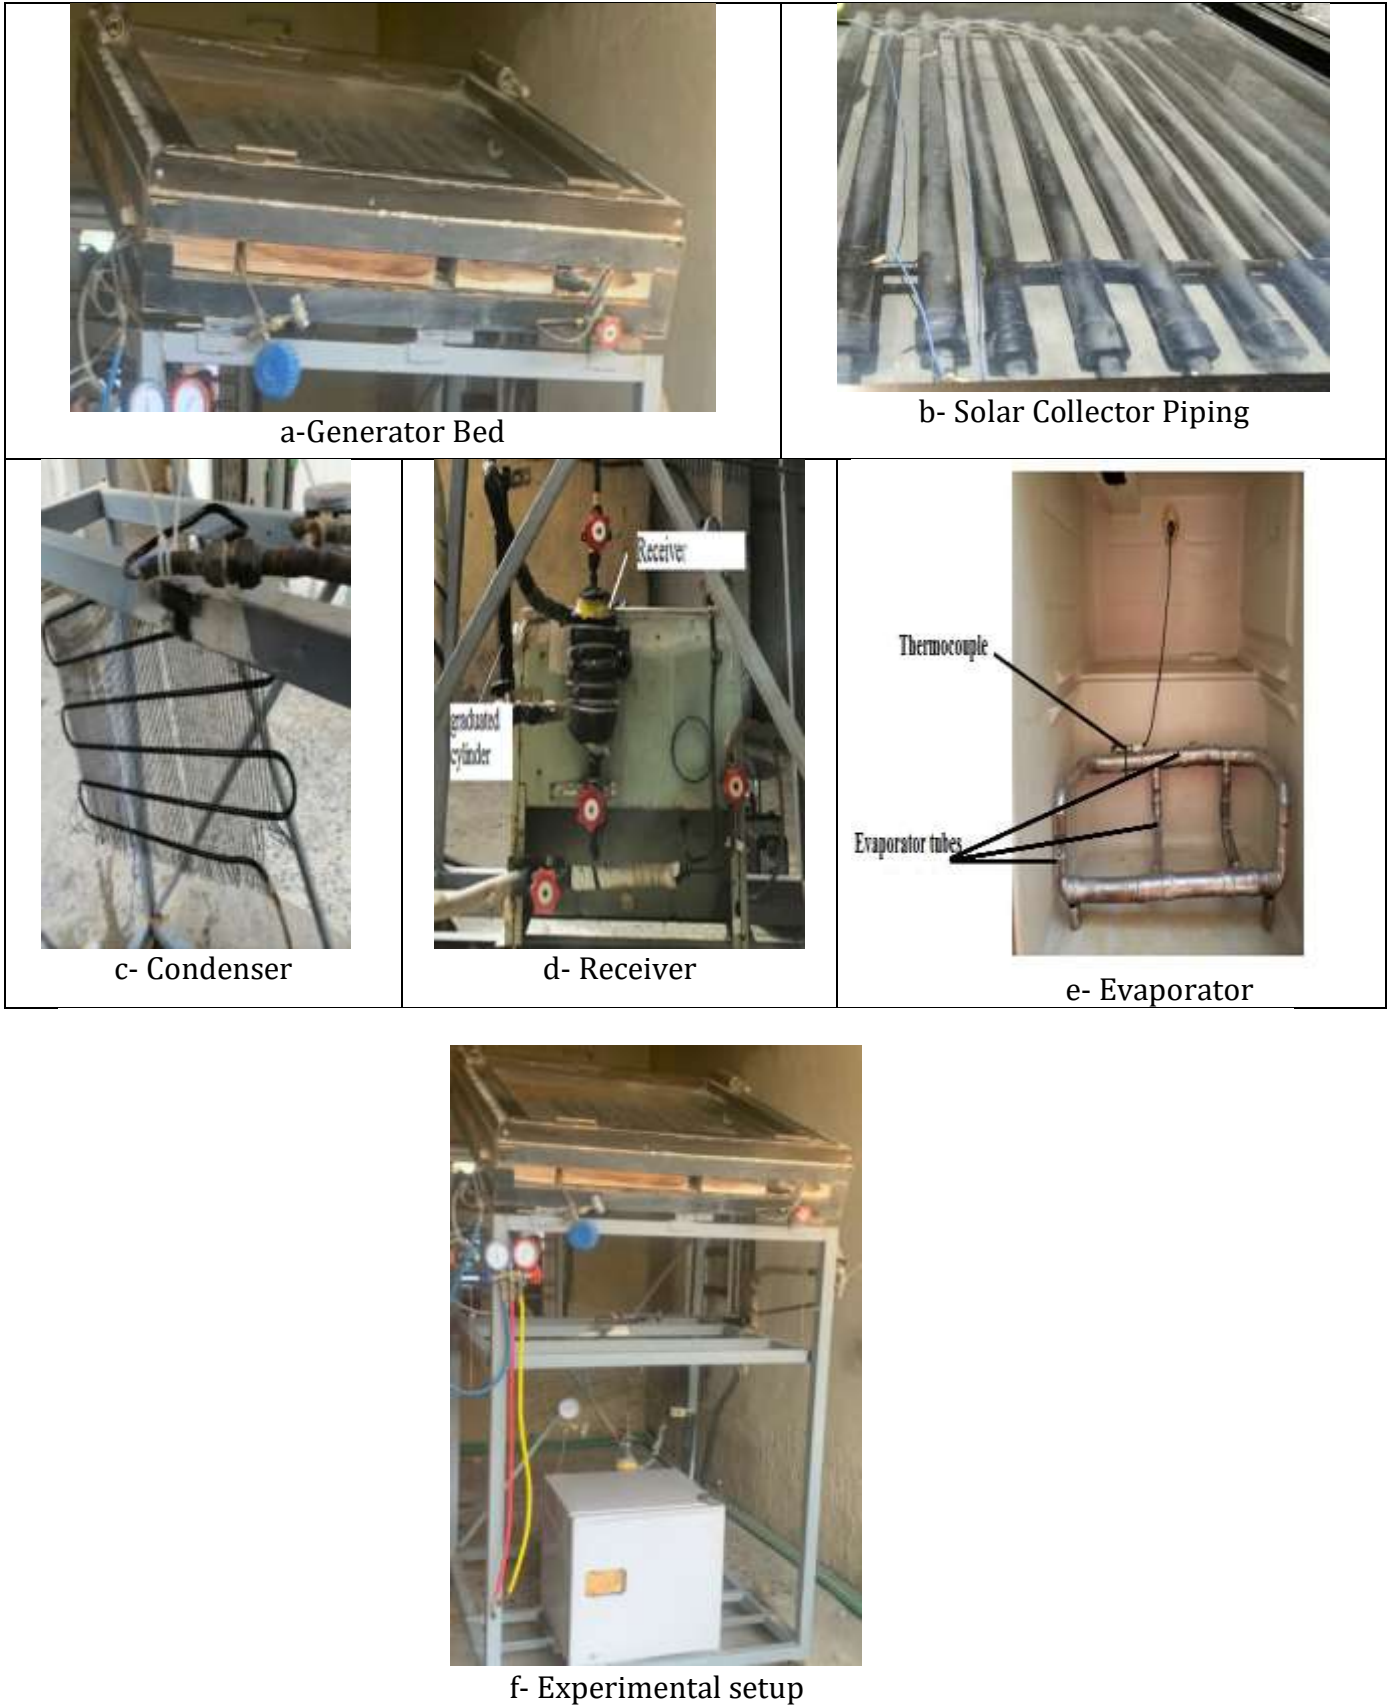 a-Generator Bed
b- Solar Collector Piping
Receiver
graduated
cylinder
Thermocouple
Evaporator tubes
c- Condenser
d- Receiver
e- Evaporator
f- Experimental setup